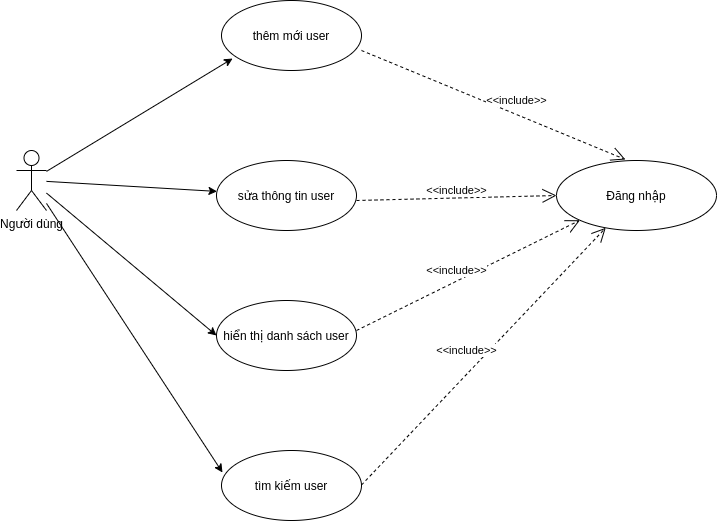 thêm mới user
<<include>>
sửa thông tin user
<<include>>
Đăng nhập
Người dùng
<<include>>
hiển thị danh sách user
<<include>>
tìm kiếm user